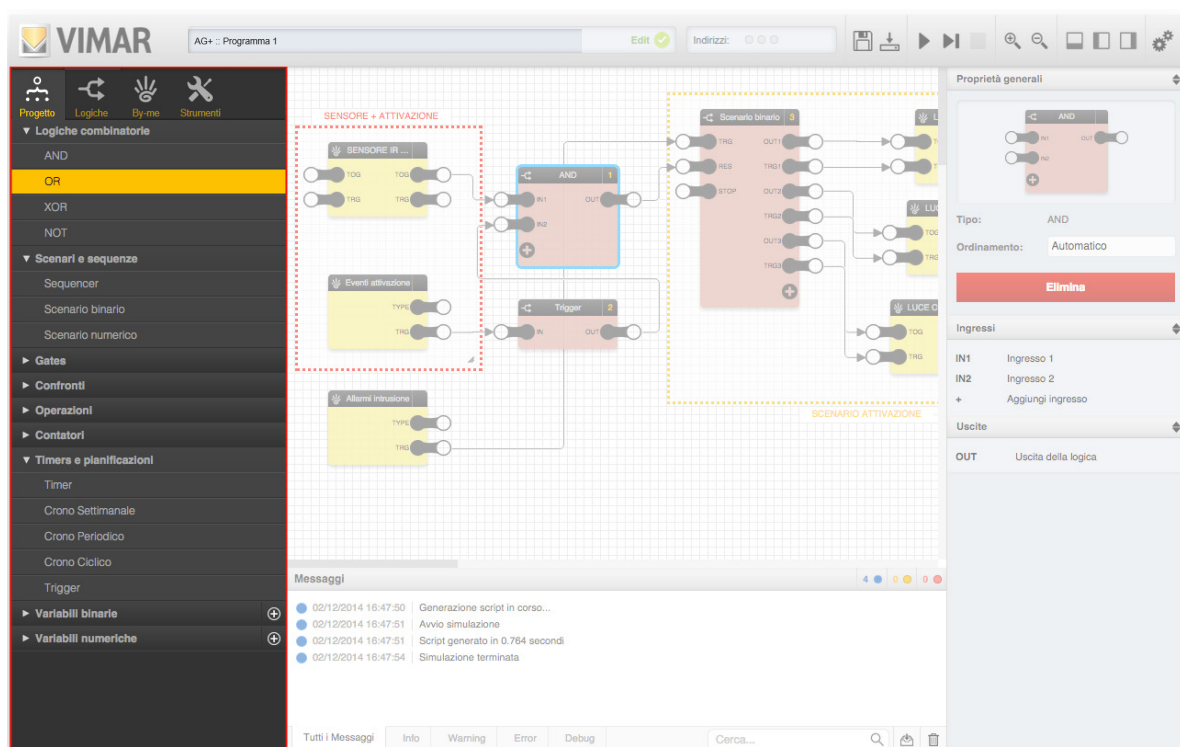 VIMAR
AG+ :: Programma 1
Edit
Indirizzi:
Progetto
Logiche
By-me
Strumenti
Logiche combinatorie
AND
OR
XOR
NOT
Scenari e sequenze
Sequencer
Scenario binario
Scenario numerico
Gates
Confronti
Operazioni
Contatori
Timers e pianificazioni
Timer
Crono Settimanale
Crono Periodico
Crono Ciclico
Trigger
Variabili binarie
Variabili numeriche
SENSORE + ATTIVAZIONE
SENSORE IR ...
TOG TOG
TRG TRG
Eventi attivazione
TYPE
TRG
Allarmi intrusione
TYPE
TRG
AND 1
IN1 OUT
IN2
Trigger 2
IN OUT
Scenario binario 3
TRG OUT1
RES TRG1
STOP OUT2
TRG2
OUT3
TRG3
L
T
T
LUC
TOG
TRG
LUCE C
TOG
TRG
SCENARIO ATTIVAZIONE
Messaggi
4 0 0
02/12/2014 16:47:50 Generazione script in corso...
02/12/2014 16:47:51 Avvio simulazione
02/12/2014 16:47:51 Script generato in 0.764 secondi
02/12/2014 16:47:54 Simulazione terminata
Tutti i Messaggi
Info
Warning
Error
Debug
Cerca...
Proprietà generali
AND
IN1 OUT
IN2
Tipo: AND
Ordinamento: Automatico
Elimina
Ingressi
IN1 Ingresso 1
IN2 Ingresso 2
+ Aggiungi ingresso
Uscite
OUT Uscita della logica